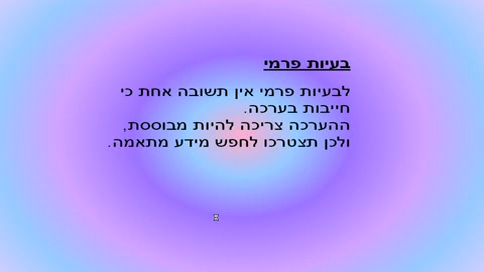 בעיות פרמי
לבעיות פרמי אין תשובה אחת כי
חייבות בערכה.
ההערכה צריכה להיות מבוססת,
ולכן תצטרכו לחפש מידע מתאמה.